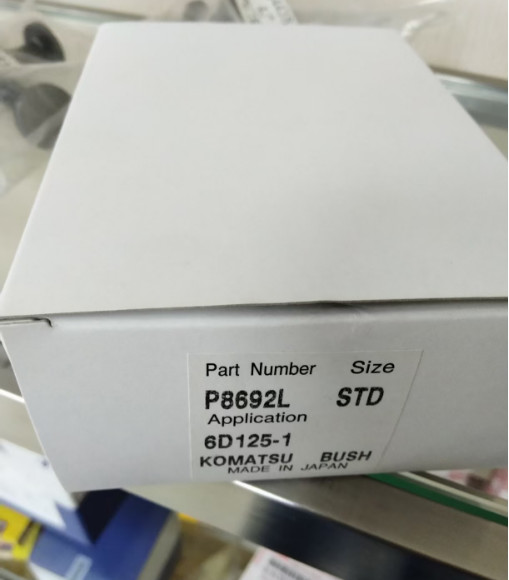 Part Number Size
P8692L STD
Application
6D125-1
KOMATSU BUSH
MADE IN JAPAN